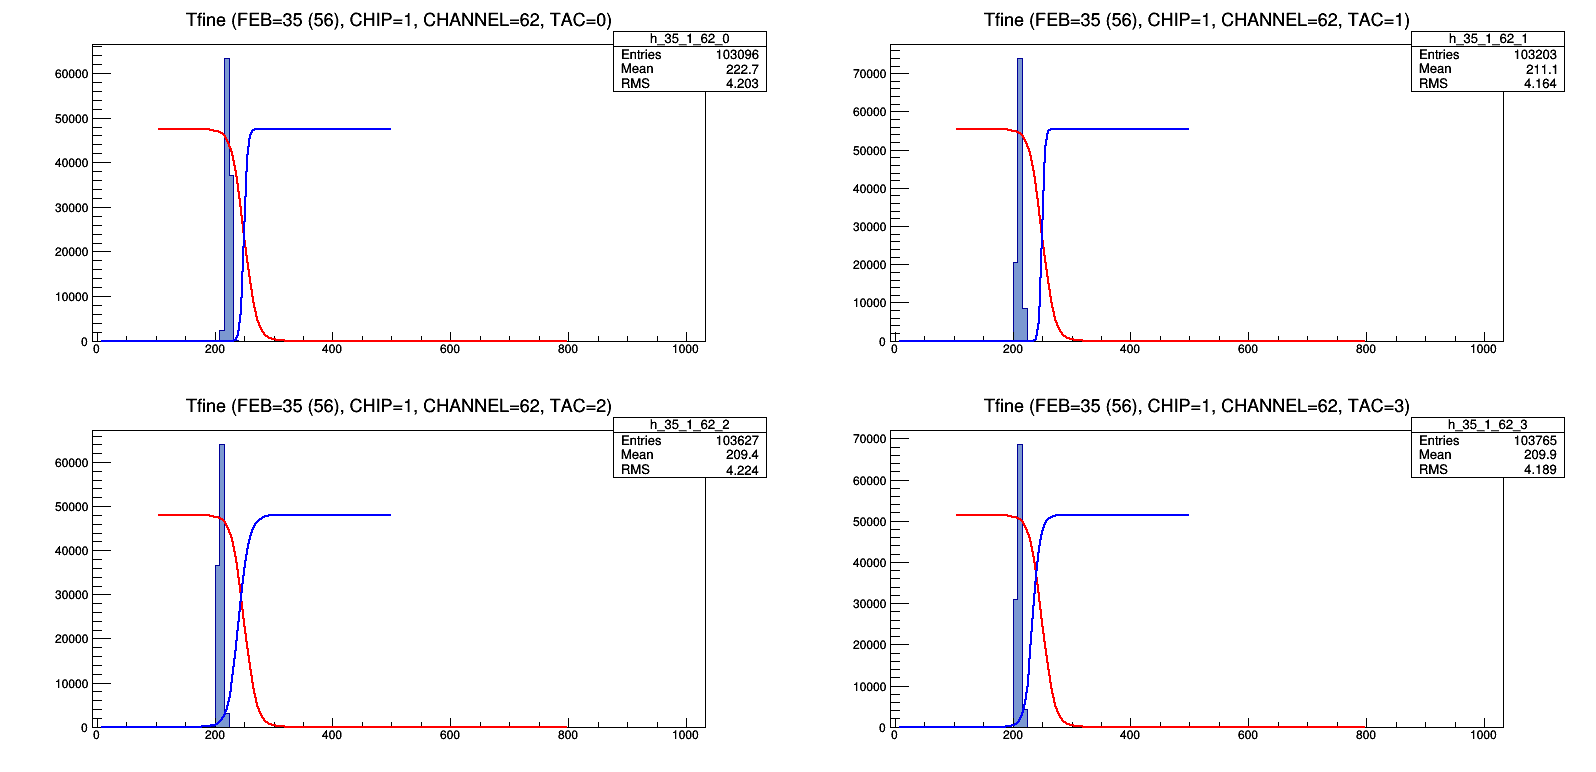 Tfine (FEB=35 (56), CHIP=1, CHANNEL=62, TAC=0)
h_35_1_62_0
Entries 103096
Mean 222.7
RMS 4.203
60000
50000
40000
30000
20000
10000
0
0 200 400 600 800 1000
Tfine (FEB=35 (56), CHIP=1, CHANNEL=62, TAC=1)
h_35_1_62_1
Entries 103203
Mean 211.1
RMS 4.164
70000
60000
50000
40000
30000
20000
10000
0
0 200 400 600 800 1000
Tfine (FEB=35 (56), CHIP=1, CHANNEL=62, TAC=2)
h_35_1_62_2
Entries 103627
Mean 209.4
RMS 4.224
60000
50000
40000
30000
20000
10000
0
0 200 400 600 800 1000
Tfine (FEB=35 (56), CHIP=1, CHANNEL=62, TAC=3)
h_35_1_62_3
Entries 103765
Mean 209.9
RMS 4.189
70000
60000
50000
40000
30000
20000
10000
0
0 200 400 600 800 1000